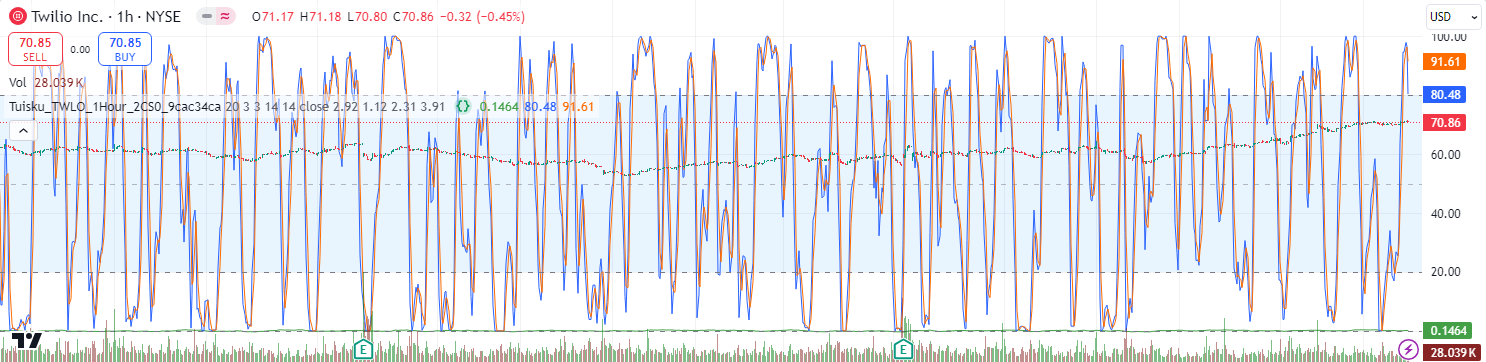 Twilio Inc. · 1h · NYSE O71.17 H71.18 L70.80 C70.86 −0.32 (−0.45%) USD
100.00
70.85 0.00 70.85
SELL BUY
91.61
Vol 28.039 K
80.48
Tuisku_TWLO_1Hour_2CS0_9cac34ca 20 3 3 14 14 close 2.92 1.12 2.31 3.91 0.1464 80.48 91.61
70.86
60.00
40.00
20.00
0.1464
E E
28.039 K